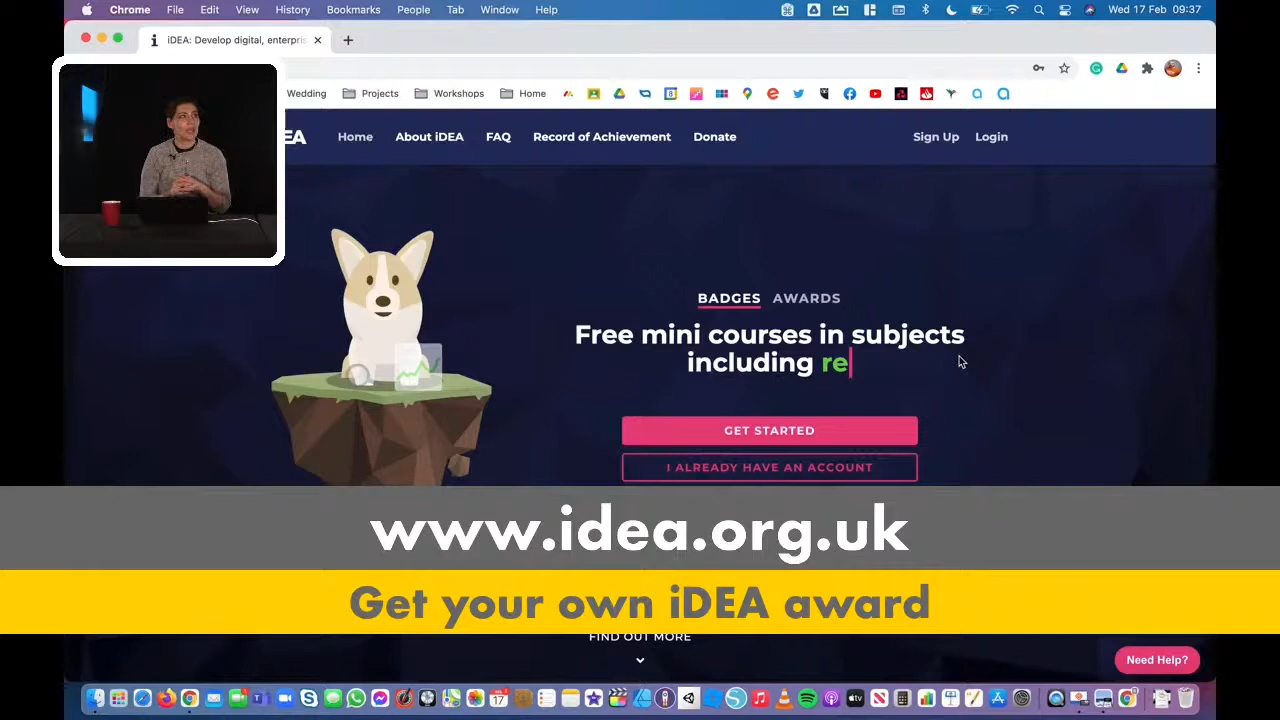 Chrome File Edit View History Bookmarks People Tab Window Help Wed 17 Feb 09:37
iDEA: Develop digital, enterpris
Wedding Projects Workshops Home
EA Home About iDEA FAQ Record of Achievement Donate Sign Up Login
BADGES AWARDS
Free mini courses in subjects
including re
GET STARTED
I ALREADY HAVE AN ACCOUNT
www.idea.org.uk
Get your own iDEA award
FIND OUT MORE
Need Help?